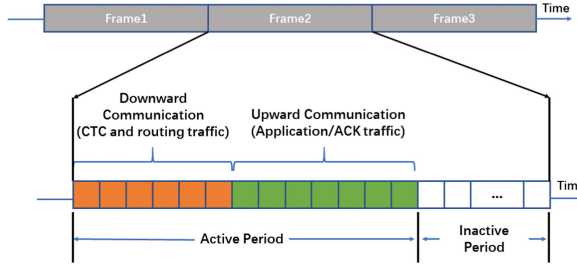 Frame1
Frame2
Frame3
Time
Downward
Communication
(CTC and routing traffic)
Upward Communication
(Application/ACK traffic)
...
Time
Active Period
Inactive
Period